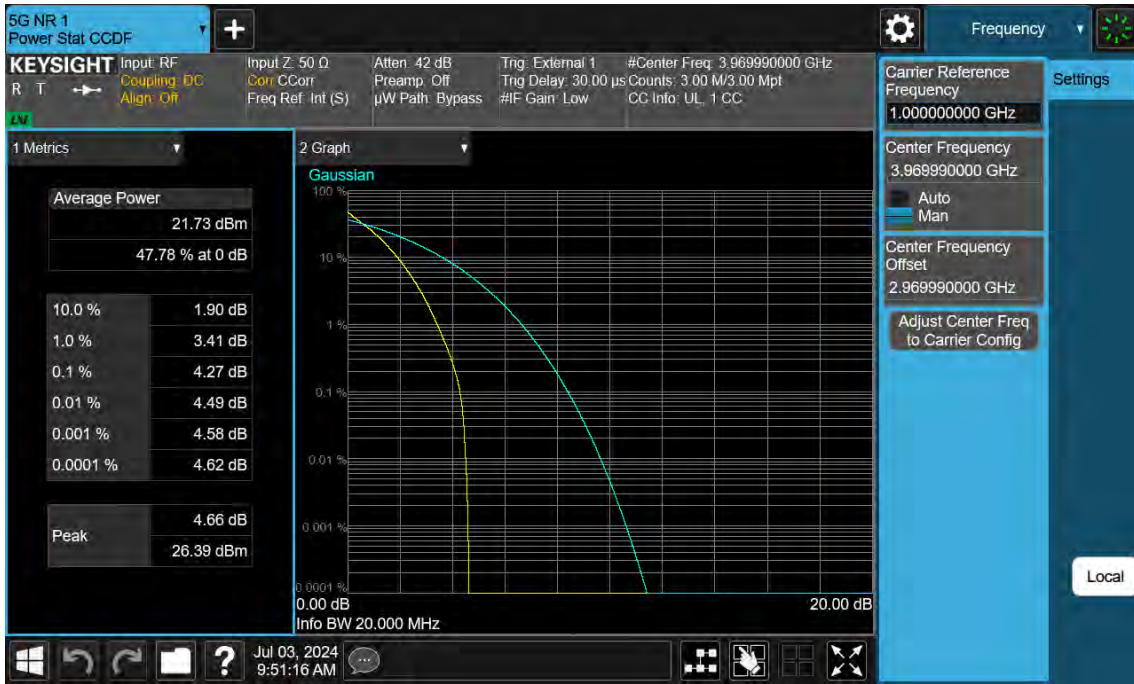 5G NR 1
Power Stat CCDF
+
Frequency
KEYSIGHT
R T
LNI
Input: RF
Coupling: DC
Align: Off
Input Z: 50 Ω
Corr CCorr
Freq Ref: Int (S)
Atten: 42 dB
Preamp: Off
µW Path: Bypass
Trig: External 1
Trig Delay: 30.00 µs
#IF Gain: Low
#Center Freq: 3.969990000 GHz
Counts: 3.00 M/3.00 Mpt
CC Info: UL, 1 CC
1 Metrics
Average Power
21.73 dBm
47.78 % at 0 dB
10.0 % 1.90 dB
1.0 % 3.41 dB
0.1 % 4.27 dB
0.01 % 4.49 dB
0.001 % 4.58 dB
0.0001 % 4.62 dB
Peak
4.66 dB
26.39 dBm
2 Graph
Gaussian
100 %
10 %
1 %
0.1 %
0.01 %
0.001 %
0.0001 %
0.00 dB
20.00 dB
Info BW 20.000 MHz
Carrier Reference
Frequency
1.000000000 GHz
Center Frequency
3.969990000 GHz
Auto
Man
Center Frequency
Offset
2.969990000 GHz
Adjust Center Freq
to Carrier Config
Settings
Local
?
Jul 03, 2024
9:51:16 AM